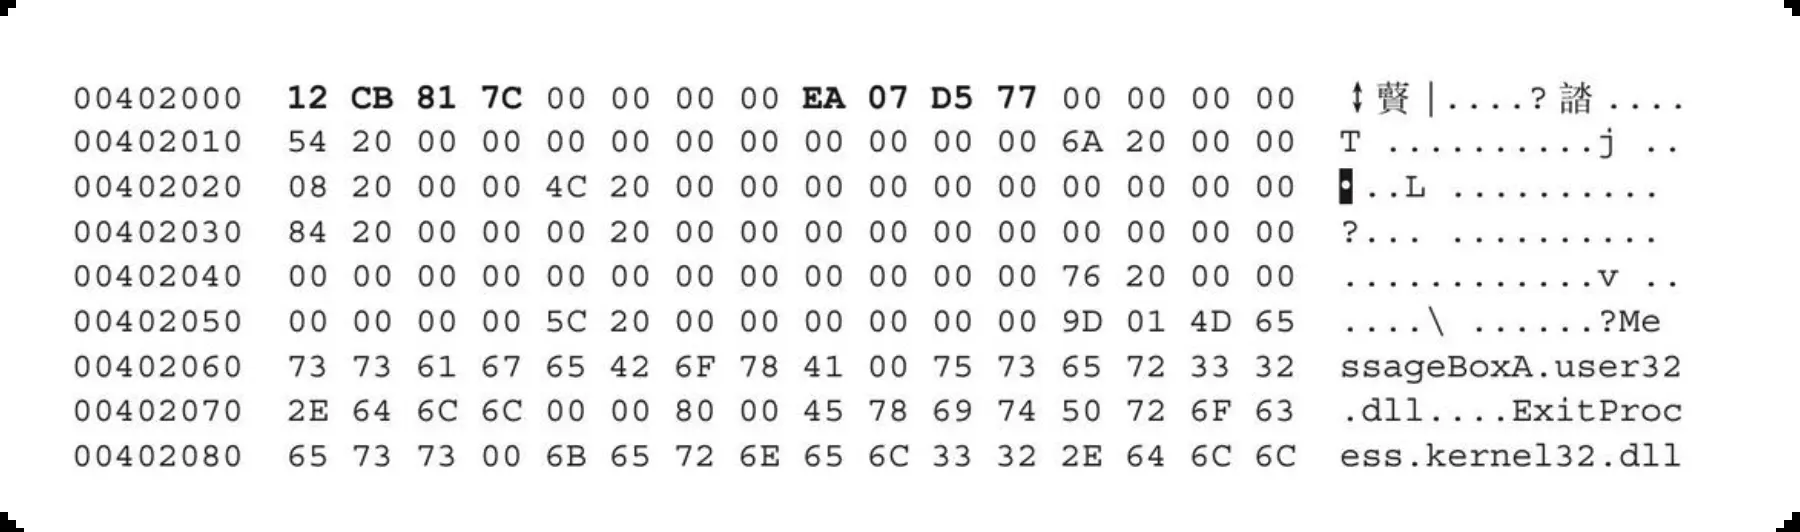 00402000 12 CB 81 7C 00 00 00 00 EA 07 D5 77 00 00 00 00 ↕贅|....?諮....
00402010 54 20 00 00 00 00 00 00 00 00 00 00 6A 20 00 00 T ..........j ..
00402020 08 20 00 00 4C 20 00 00 00 00 00 00 00 00 00 00 ◘..L ..........
00402030 84 20 00 00 00 20 00 00 00 00 00 00 00 00 00 00 ?... ..........
00402040 00 00 00 00 00 00 00 00 00 00 00 00 76 20 00 00 ............v ..
00402050 00 00 00 00 5C 20 00 00 00 00 00 00 9D 01 4D 65 ....\ ......?Me
00402060 73 73 61 67 65 42 6F 78 41 00 75 73 65 72 33 32 ssageBoxA.user32
00402070 2E 64 6C 6C 00 00 80 00 45 78 69 74 50 72 6F 63 .dll....ExitProc
00402080 65 73 73 00 6B 65 72 6E 65 6C 33 32 2E 64 6C 6C ess.kernel32.dll